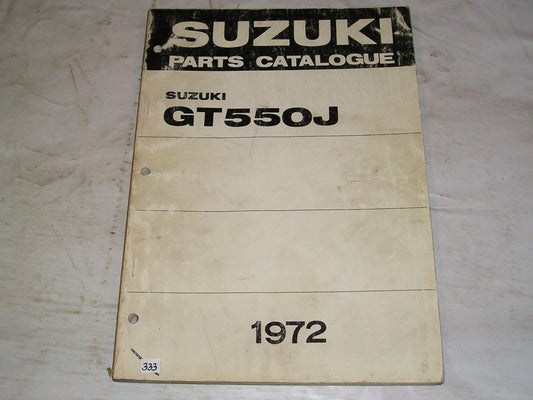 SUZUKI
PARTS CATALOGUE
SUZUKI
GT550J
1972
333